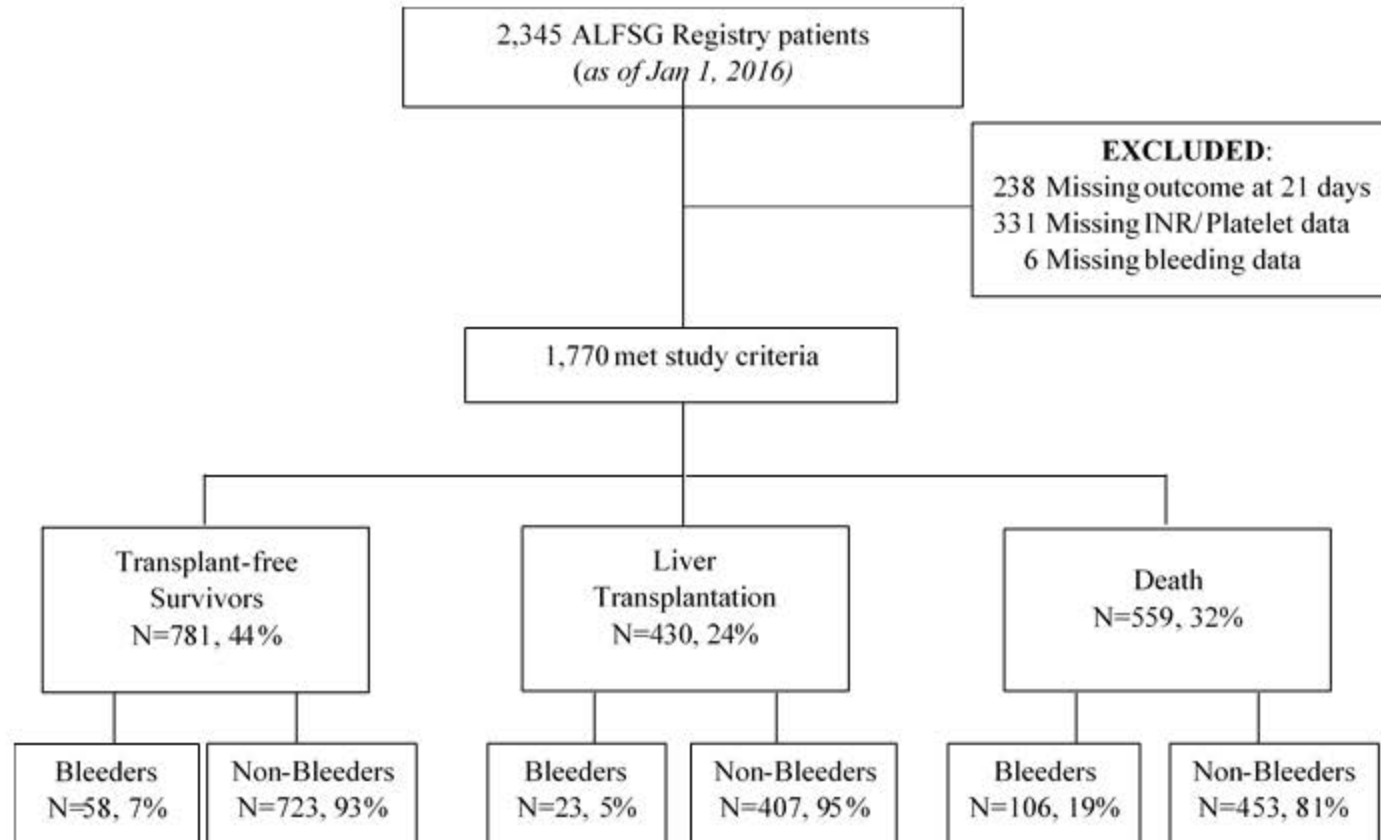 2,345 ALFSG Registry patients
(as of Jan 1, 2016)
EXCLUDED:
238 Missing outcome at 21 days
331 Missing INR/Platelet data
6 Missing bleeding data
1,770 met study criteria
Transplant-free
Survivors
N=781, 44%
Liver
Transplantation
N=430, 24%
Death
N=559, 32%
Bleeders
N=58, 7%
Non-Bleeders
N=723, 93%
Bleeders
N=23, 5%
Non-Bleeders
N=407, 95%
Bleeders
N=106, 19%
Non-Bleeders
N=453, 81%